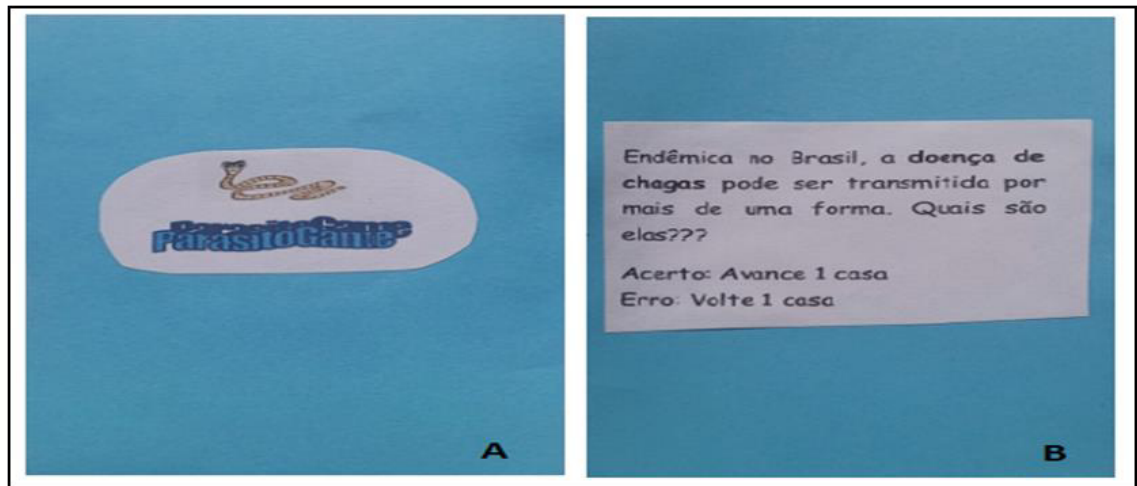 ParasitoGame
A
Endêmica no Brasil, a doença de
chagas pode ser transmitida por
mais de uma forma. Quais são
elas???
Acerto: Avance 1 casa
Erro: Volte 1 casa
B